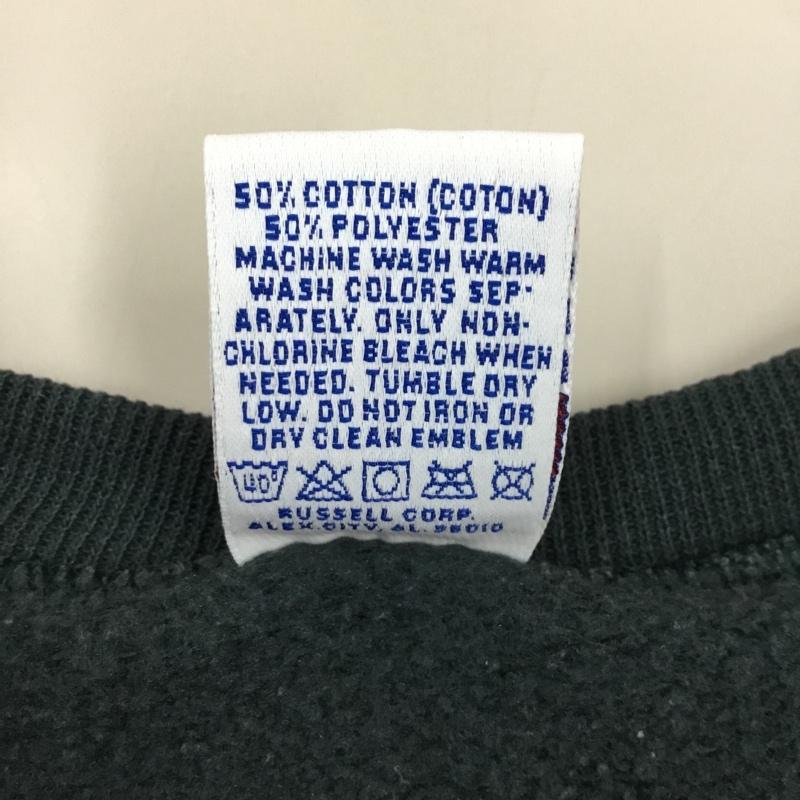 50% COTTON (COTON)
50% POLYESTER
MACHINE WASH WARM
WASH COLORS SEP-
ARATELY. ONLY NON-
CHLORINE BLEACH WHEN
NEEDED. TUMBLE DRY
LOW. DO NOT IRON OR
DRY CLEAN EMBLEM
40°
RUSSELL CORP.
ALEX. CITY, AL.